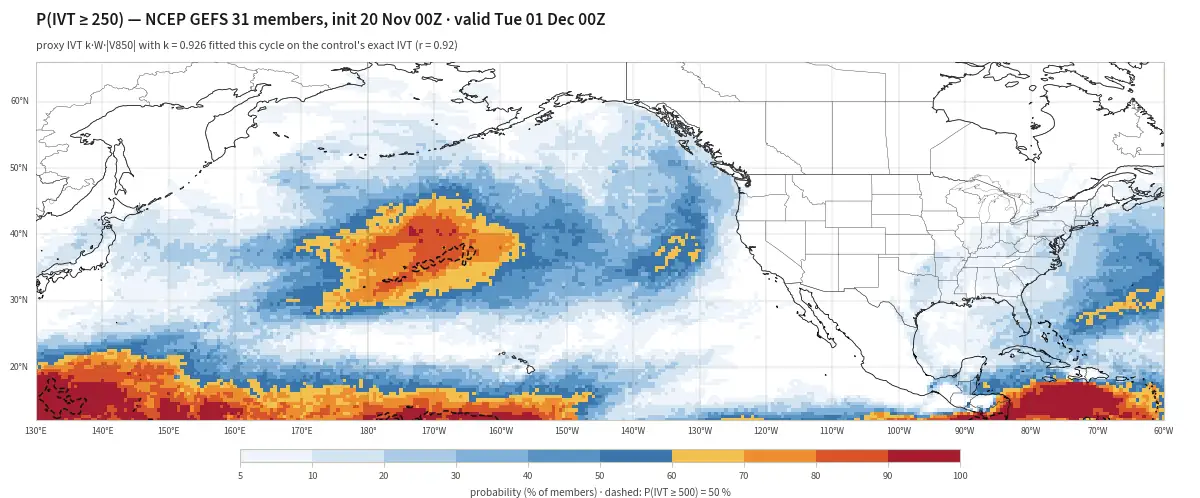 P(IVT ≥ 250) — NCEP GEFS 31 members, init 20 Nov 00Z · valid Tue 01 Dec 00Z
proxy IVT k·W·|V850| with k = 0.926 fitted this cycle on the control's exact IVT (r = 0.92)
60°N
50°N
40°N
30°N
20°N
130°E 140°E 150°E 160°E 170°E 180° 170°W 160°W 150°W 140°W 130°W 120°W 110°W 100°W 90°W 80°W 70°W 60°W
5 10 20 30 40 50 60 70 80 90 100
probability (% of members) · dashed: P(IVT ≥ 500) = 50 %